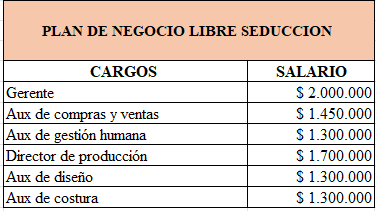 PLAN DE NEGOCIO LIBRE SEDUCCION
CARGOS SALARIO
Gerente $ 2.000.000
Aux de compras y ventas $ 1.450.000
Aux de gestión humana $ 1.300.000
Director de producción $ 1.700.000
Aux de diseño $ 1.300.000
Aux de costura $ 1.300.000